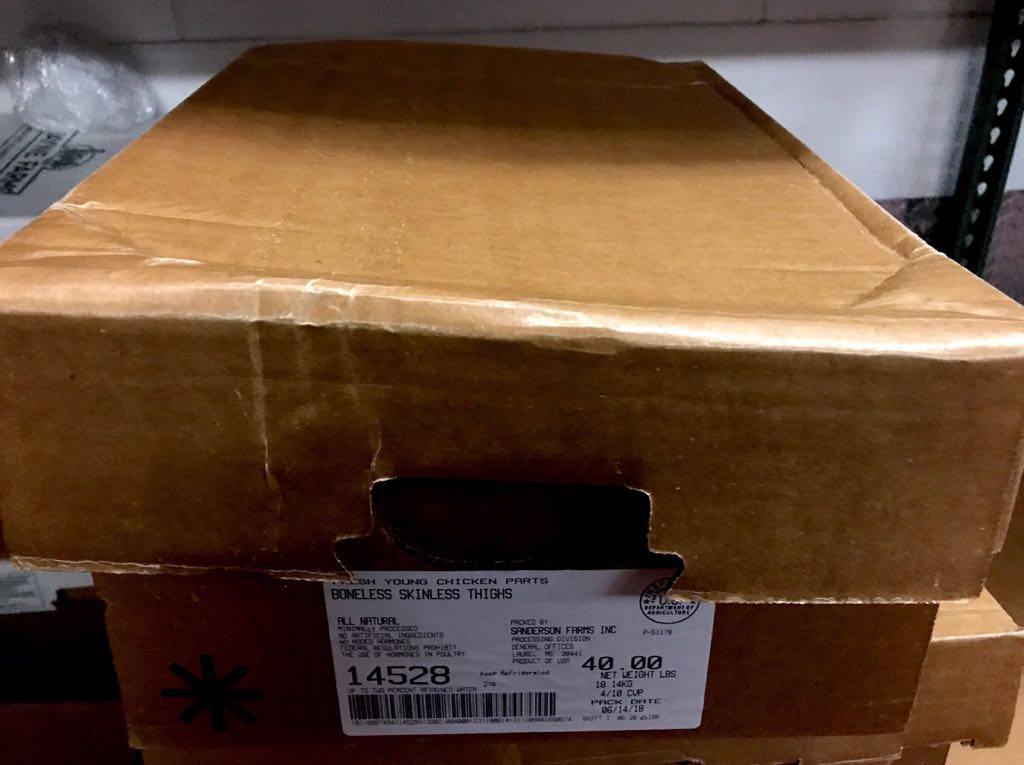 FRESH YOUNG CHICKEN PARTS
BONELESS SKINLESS THIGHS
ALL NATURAL
MINIMALLY PROCESSED
NO ARTIFICIAL INGREDIENTS
NO ADDED HORMONES
FEDERAL REGULATIONS PROHIBIT
THE USE OF HORMONES IN POULTRY
14528
Keep Refrigerated
270
UP TO TWO PERCENT RETAINED WATER
PACKED BY
SANDERSON FARMS INC
PROCESSING DIVISION
GENERAL OFFICES
LAUREL, MS 39441
PRODUCT OF USA
U.S.
DEPARTMENT OF
AGRICULTURE
P-51179
40.00
NET WEIGHT LBS
18.14KG
4/10 CVP
PACK DATE
06/14/18
SHIFT 1